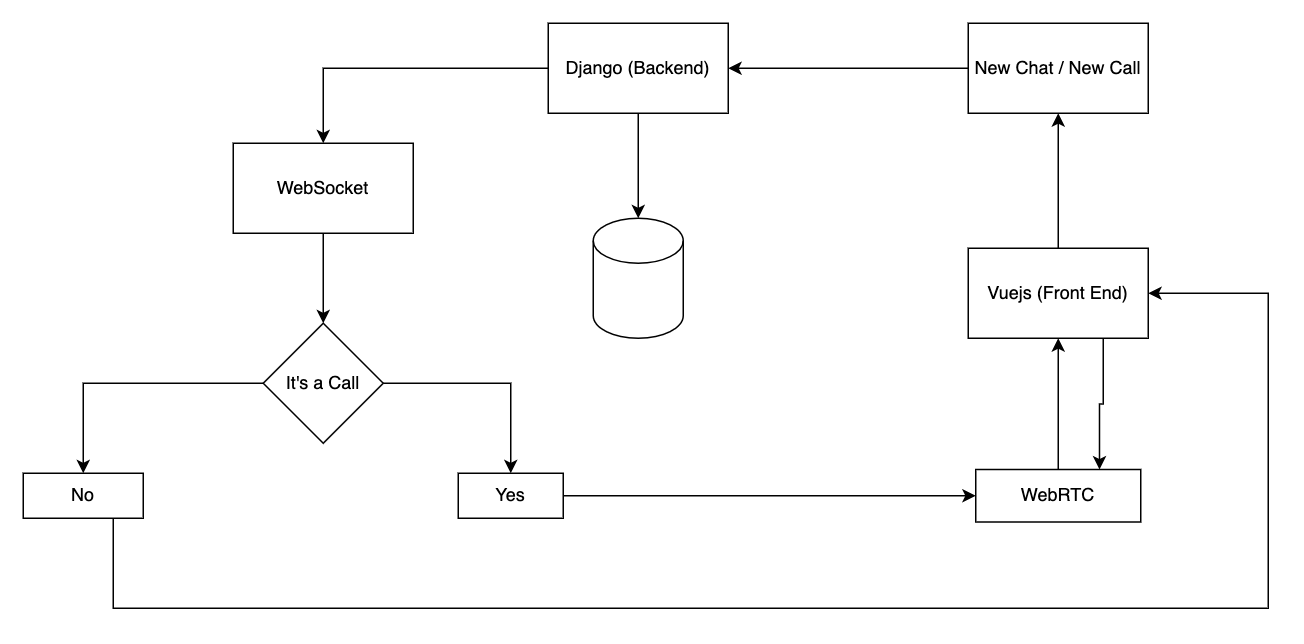 Django (Backend)
New Chat / New Call
WebSocket
Vuejs (Front End)
It's a Call
No
Yes
WebRTC